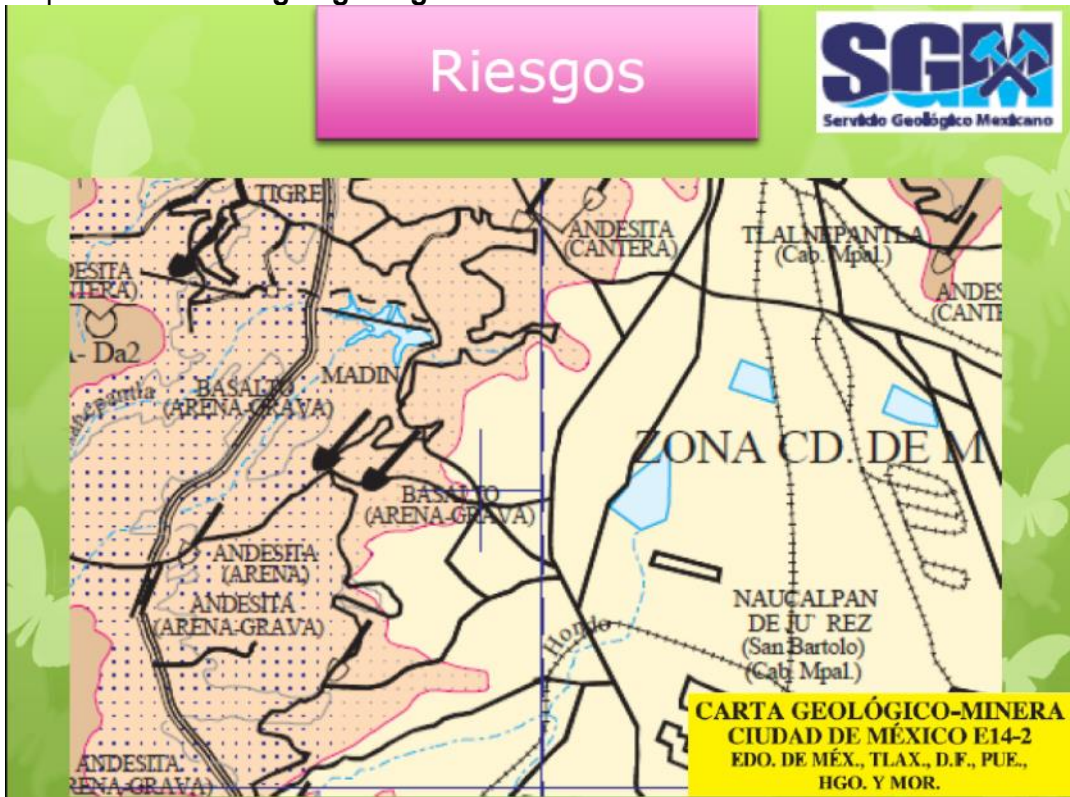 Riesgos
SGM
Servicio Geológico Mexicano
TIGRE
ANDESITA
(CANTERA)
TLALNEPANTLA
(Cab. Mpal.)
DESITA
NTERA)
ANDES
(CANTE
A- Da2
MADIN
BASALTO
(ARENA-GRAVA)
ZONA CD. DE M
BASALTO
(ARENA-GRAVA)
ANDESITA
(ARENA)
ANDESITA
(ARENA-GRAVA)
NAUCALPAN
DE JU´ REZ
(San Bartolo)
(Cab. Mpal.)
Hondo
ANDESITA
RENA-GRAVA)
CARTA GEOLÓGICO-MINERA
CIUDAD DE MÉXICO E14-2
EDO. DE MÉX., TLAX., D.F., PUE.,
HGO. Y MOR.